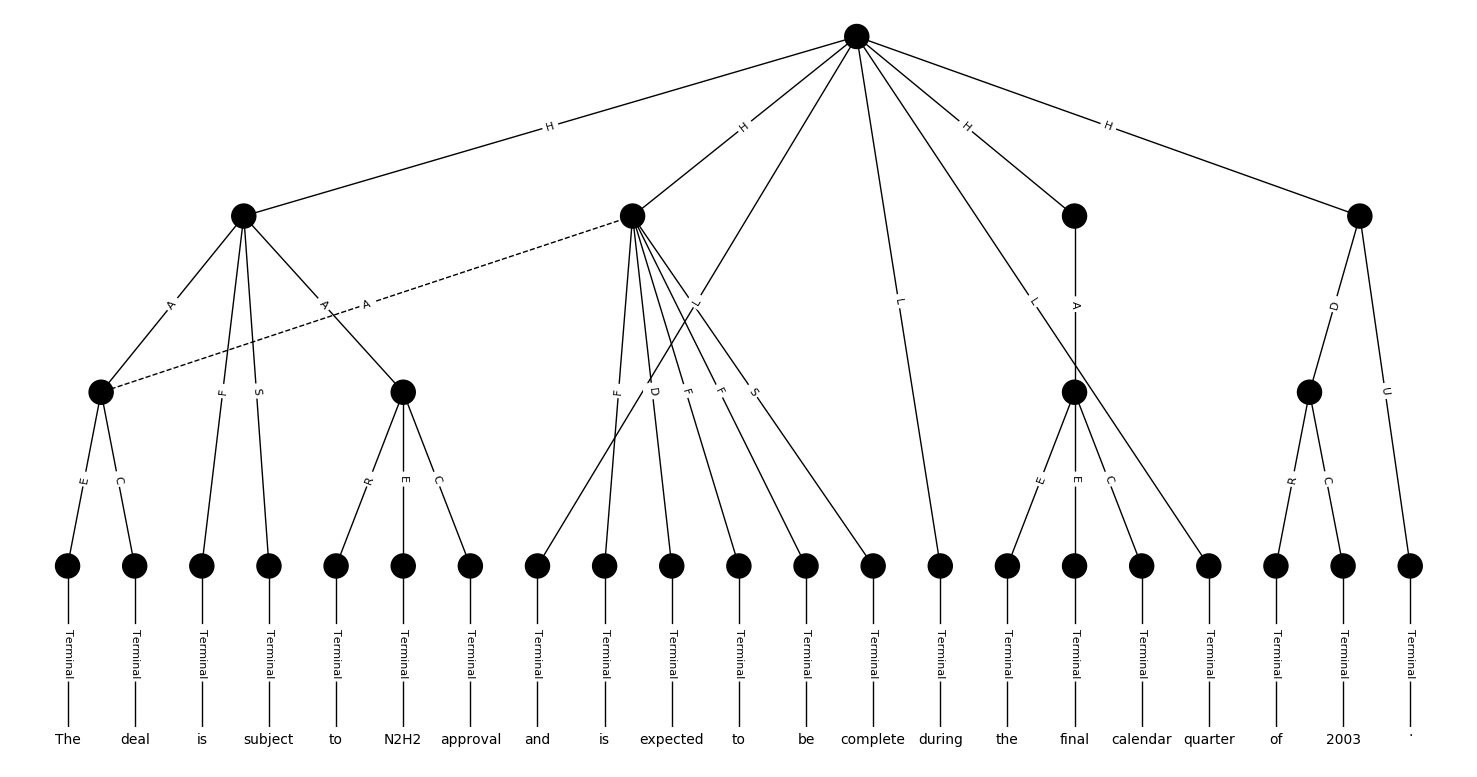 H H H H
A A A L L L A D
F S F D F F S U
E C R E C E E C R C
Terminal Terminal Terminal Terminal Terminal Terminal Terminal Terminal Terminal Terminal Terminal Terminal Terminal Terminal Terminal Terminal Terminal Terminal Terminal Terminal Terminal
The deal is subject to N2H2 approval and is expected to be complete during the final calendar quarter of 2003 .